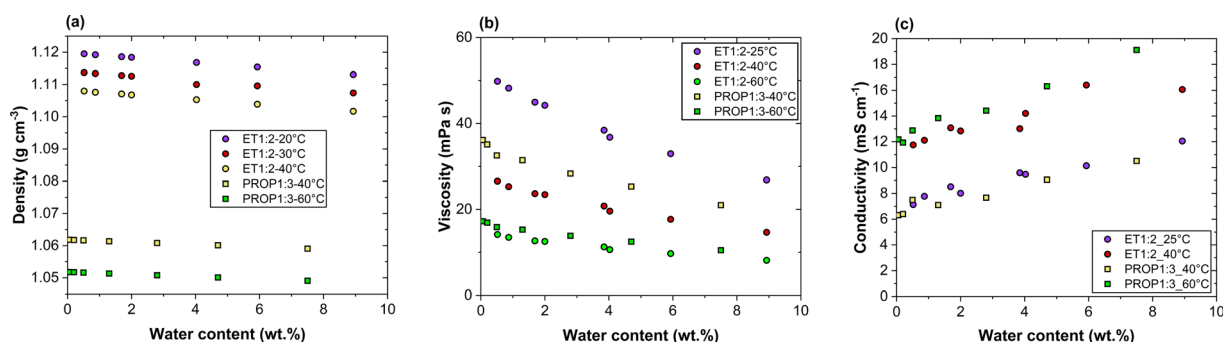 (a)
1.12
1.11
1.10
1.09
1.08
1.07
1.06
1.05
Density (g cm⁻³)
ET1:2-20°C
ET1:2-30°C
ET1:2-40°C
PROP1:3-40°C
PROP1:3-60°C
0 2 4 6 8 10
Water content (wt.%)
(b)
60
40
20
0
Viscosity (mPa s)
ET1:2-25°C
ET1:2-40°C
ET1:2-60°C
PROP1:3-40°C
PROP1:3-60°C
0 2 4 6 8 10
Water content (wt.%)
(c)
20
18
16
14
12
10
8
6
4
2
0
Conductivity (mS cm⁻¹)
ET1:2_25°C
ET1:2_40°C
PROP1:3_40°C
PROP1:3_60°C
0 2 4 6 8 10
Water content (wt.%)